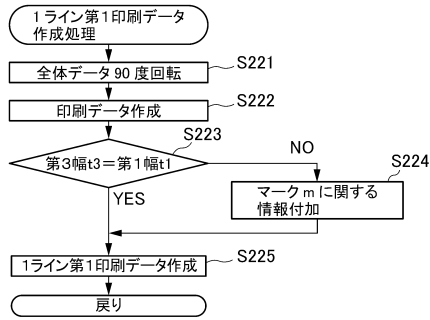 1ライン第1印刷データ
作成処理
S221
全体データ90度回転
S222
印刷データ作成
S223
第3幅t3＝第1幅t1
NO
S224
マークmに関する
情報付加
YES
S225
1ライン第1印刷データ作成
戻り